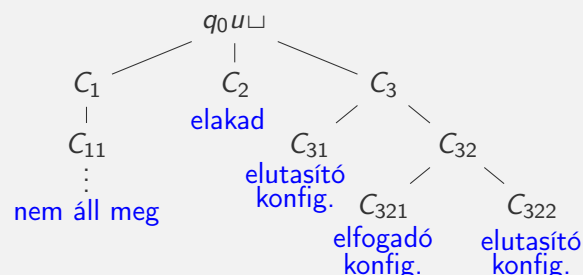 q₀u⊔
C₁ C₂ C₃
elakad
C₁₁ C₃₁ C₃₂
⋮
elutasító
konfig.
nem áll meg
C₃₂₁ C₃₂₂
elfogadó elutasító
konfig. konfig.